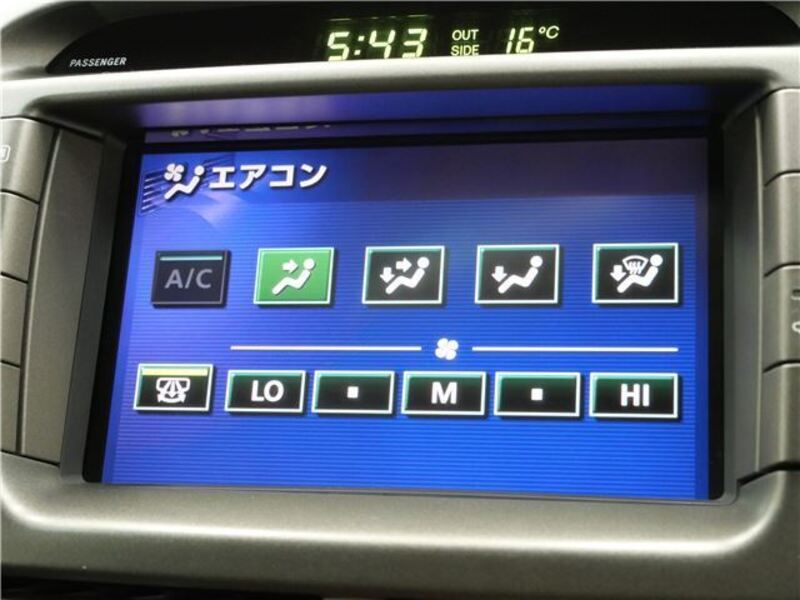 5:43 OUT SIDE 16°C
PASSENGER
エアコン
A/C
LO M HI